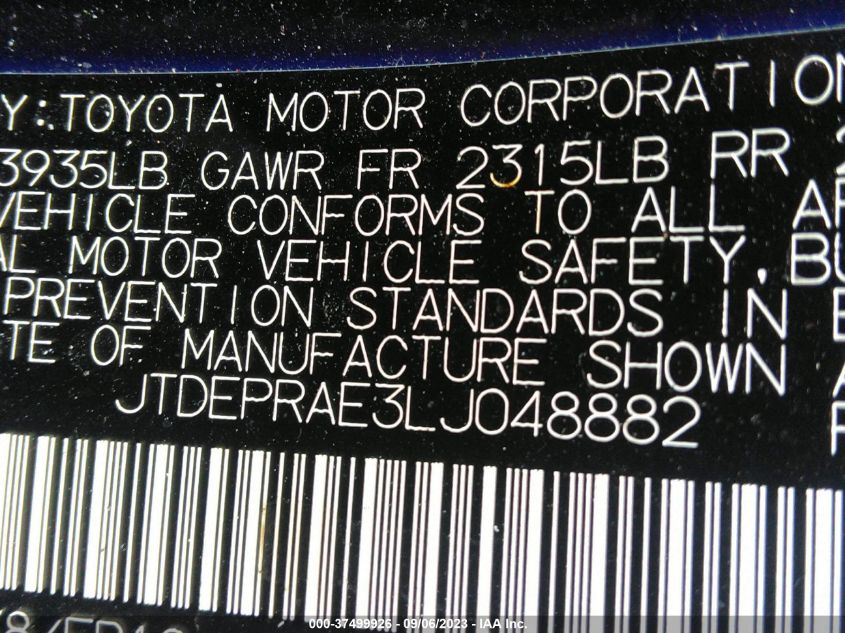 Y:TOYOTA MOTOR CORPORATION
3935LB GAWR FR 2315LB RR
VEHICLE CONFORMS TO ALL
AL MOTOR VEHICLE SAFETY, BU
PREVENTION STANDARDS IN
TE OF MANUFACTURE SHOWN
JTDEPRAE3LJ048882
000-37499926 - 09/06/2023 - IAA Inc.